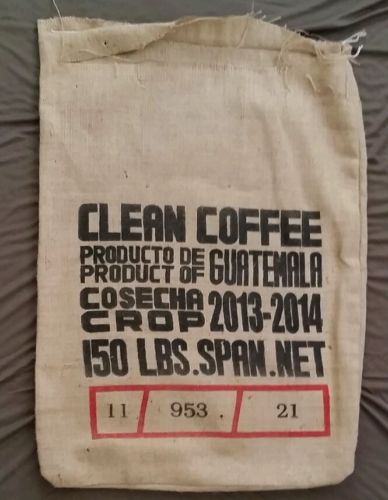 CLEAN COFFEE
PRODUCTO DE
PRODUCT OF GUATEMALA
COSECHA
CROP 2013-2014
150 LBS.SPAN.NET
11 / 953 / 21